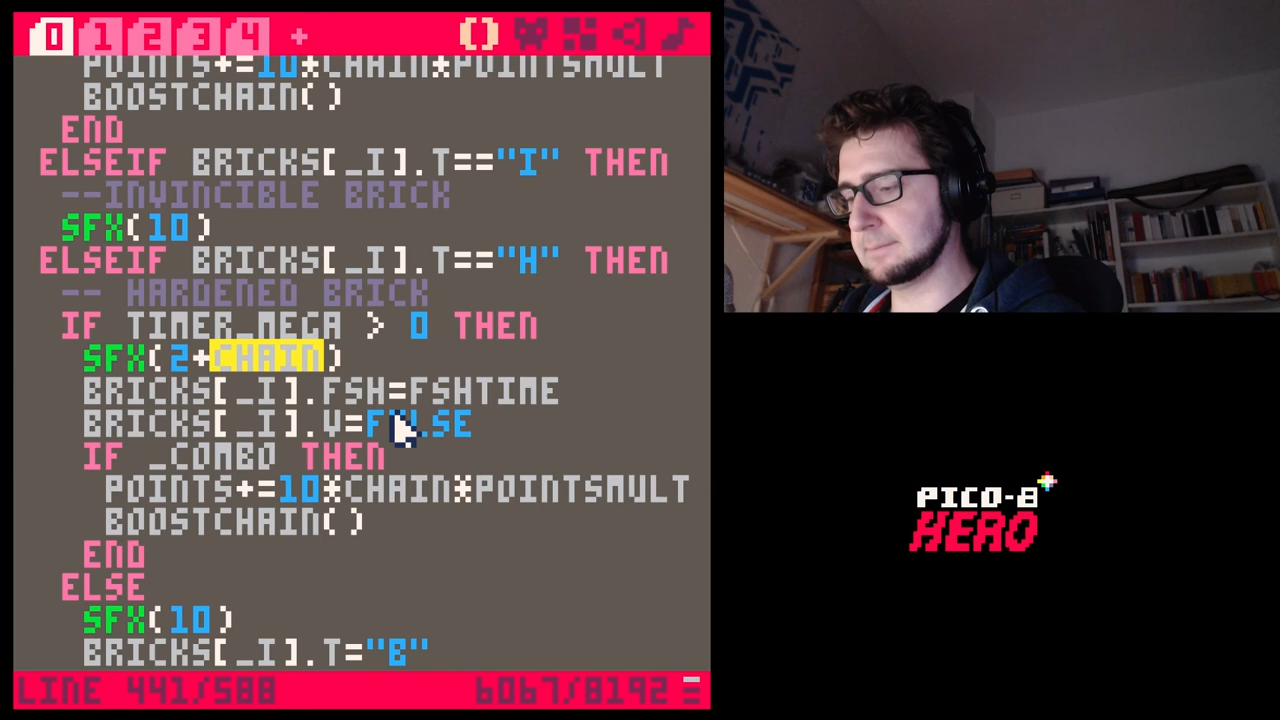 0 1 2 3 4 +
POINTS+=10*CHAIN*POINTSMULT
BOOSTCHAIN()
END
ELSEIF BRICKS[_I].T=="I" THEN
--INVINCIBLE BRICK
SFX(10)
ELSEIF BRICKS[_I].T=="H" THEN
-- HARDENED BRICK
IF TIMER_MEGA > 0 THEN
SFX(2+CHAIN)
BRICKS[_I].FSH=FSHTIME
BRICKS[_I].V=FALSE
IF _COMBO THEN
POINTS+=10*CHAIN*POINTSMULT
BOOSTCHAIN()
END
ELSE
SFX(10)
BRICKS[_I].T="B"
LINE 441/588 6067/8192
PICO-8
HERO